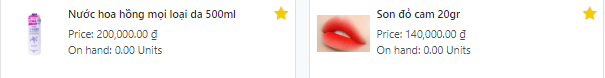 Nước hoa hồng mọi loại da 500ml
Price: 200,000.00 ₫
On hand: 0.00 Units
Son đỏ cam 20gr
Price: 140,000.00 ₫
On hand: 0.00 Units